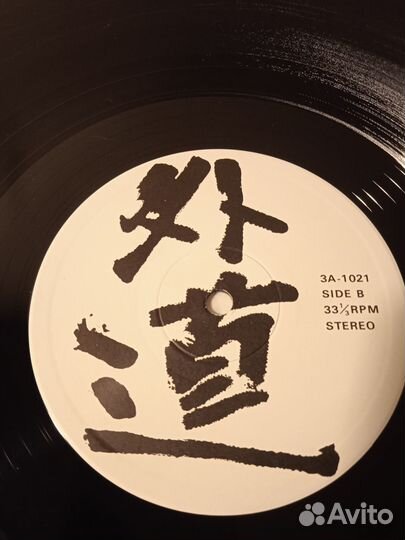 外道
3A-1021
SIDE B
33⅓RPM
STEREO
Avito